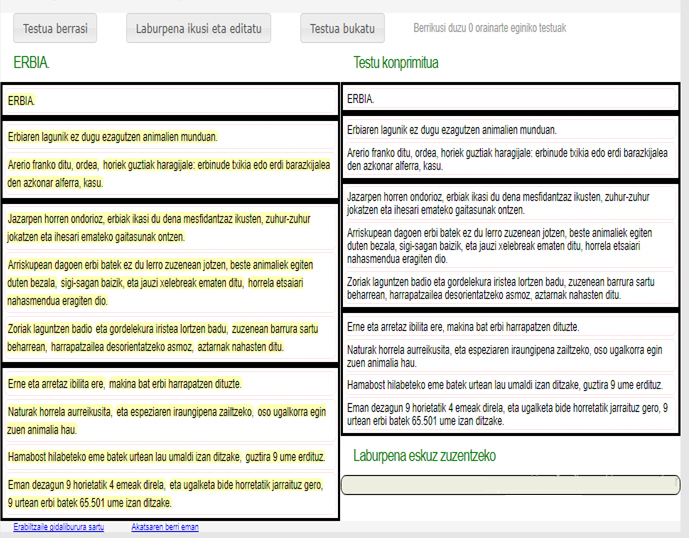 Testua berrasi
Laburpena ikusi eta editatu
Testua bukatu
Berrikusi duzu 0 orainarte eginiko testuak
ERBIA.
ERBIA.
Erbiaren lagunik ez dugu ezagutzen animalien munduan.
Arerio franko ditu, ordea, horiek guztiak haragijale: erbinude txikia edo erdi barazkijalea
den azkonar alferra, kasu.
Jazarpen horren ondorioz, erbiak ikasi du dena mesfidantzaz ikusten, zuhur-zuhur
jokatzen eta ihesari emateko gaitasunak ontzen.
Arriskupean dagoen erbi batek ez du lerro zuzenean jotzen, beste animaliek egiten
duten bezala, sigi-sagan baizik, eta jauzi xelebreak ematen ditu, horrela etsaiari
nahasmendua eragiten dio.
Zoriak laguntzen badio eta gordelekura iristea lortzen badu, zuzenean barrura sartu
beharrean, harrapatzailea desorientatzeko asmoz, aztarnak nahasten ditu.
Erne eta arretaz ibilita ere, makina bat erbi harrapatzen dituzte.
Naturak horrela aurreikusita, eta espeziaren iraungipena zailtzeko, oso ugalkorra egin
zuen animalia hau.
Hamabost hilabeteko eme batek urtean lau umaldi izan ditzake, guztira 9 ume erdituz.
Eman dezagun 9 horietatik 4 emeak direla, eta ugalketa bide horretatik jarraituz gero,
9 urtean erbi batek 65.501 ume izan ditzake.
Erabiltzaile gidaliburura sartu
Akatsaren berri eman
Testu konprimitua
ERBIA.
Erbiaren lagunik ez dugu ezagutzen animalien munduan.
Arerio franko ditu, ordea, horiek guztiak haragijale: erbinude txikia edo erdi barazkijalea
den azkonar alferra, kasu.
Jazarpen horren ondorioz, erbiak ikasi du dena mesfidantzaz ikusten, zuhur-zuhur
jokatzen eta ihesari emateko gaitasunak ontzen.
Arriskupean dagoen erbi batek ez du lerro zuzenean jotzen, beste animaliek egiten
duten bezala, sigi-sagan baizik, eta jauzi xelebreak ematen ditu, horrela etsaiari
nahasmendua eragiten dio.
Zoriak laguntzen badio eta gordelekura iristea lortzen badu, zuzenean barrura sartu
beharrean, harrapatzailea desorientatzeko asmoz, aztarnak nahasten ditu.
Erne eta arretaz ibilita ere, makina bat erbi harrapatzen dituzte.
Naturak horrela aurreikusita, eta espeziaren iraungipena zailtzeko, oso ugalkorra egin
zuen animalia hau.
Hamabost hilabeteko eme batek urtean lau umaldi izan ditzake, guztira 9 ume erdituz.
Eman dezagun 9 horietatik 4 emeak direla, eta ugalketa bide horretatik jarraituz gero, 9
urtean erbi batek 65.501 ume izan ditzake.
Laburpena eskuz zuzentzeko